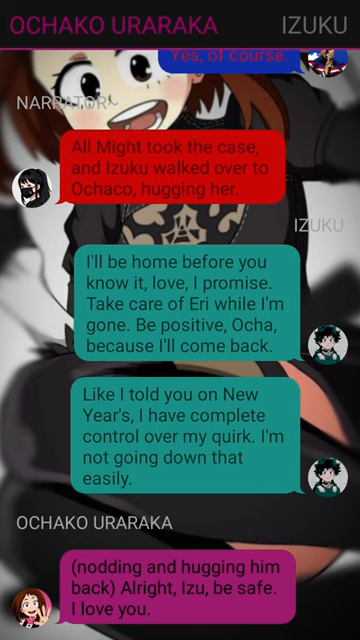 OCHAKO URARAKA IZUKU
Yes, of course.
NARRATOR
All Might took the case,
and Izuku walked over to
Ochaco, hugging her.
IZUKU
I'll be home before you
know it, love, I promise.
Take care of Eri while I'm
gone. Be positive, Ocha,
because I'll come back.
Like I told you on New
Year's, I have complete
control over my quirk. I'm
not going down that
easily.
OCHAKO URARAKA
(nodding and hugging him
back) Alright, Izu, be safe.
I love you.